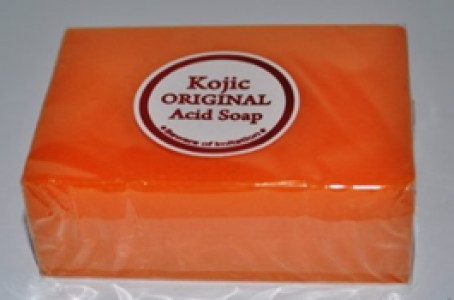 Kojic
ORIGINAL
Acid Soap
Beware of Imitation